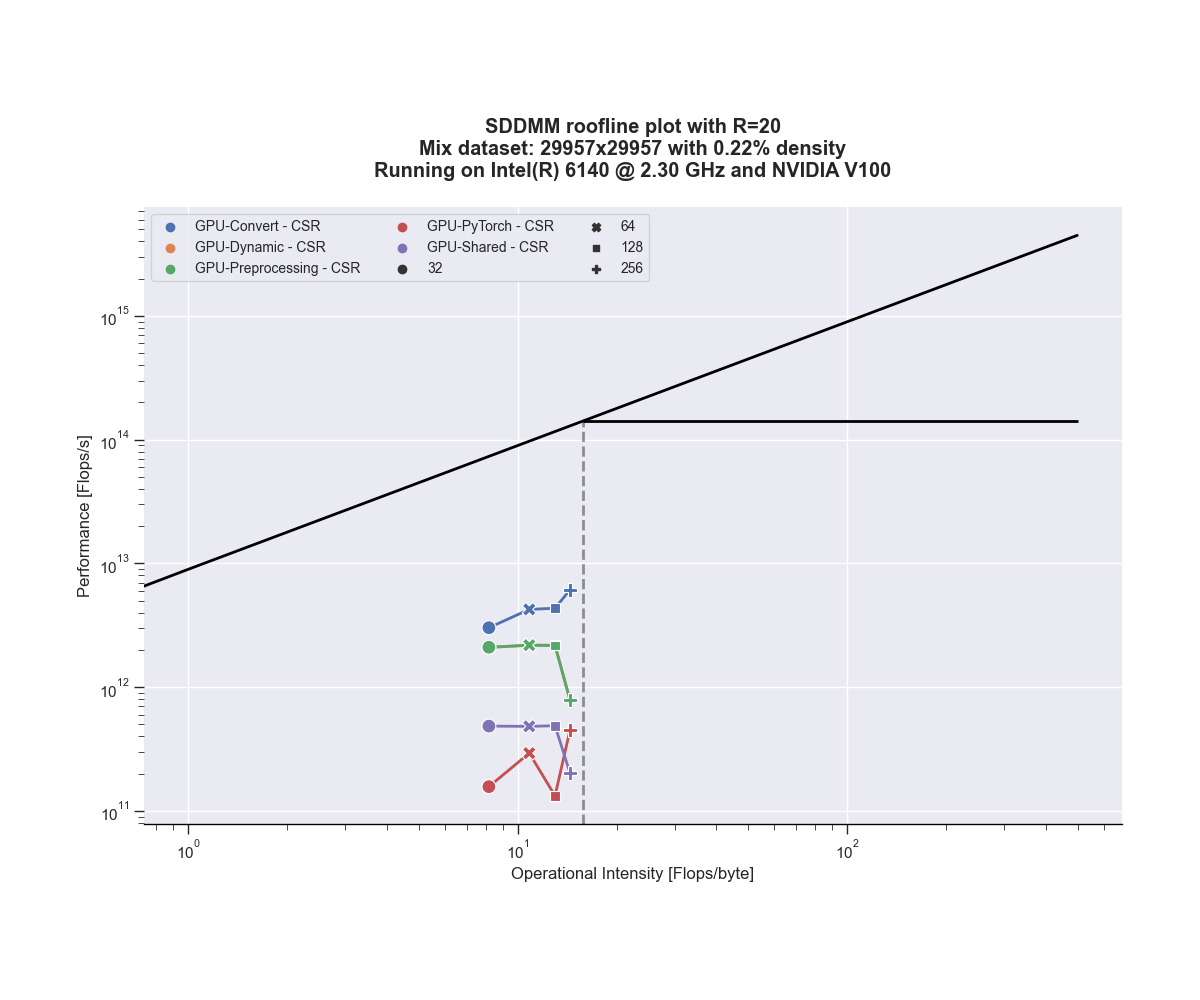 SDDMM roofline plot with R=20
Mix dataset: 29957x29957 with 0.22% density
Running on Intel(R) 6140 @ 2.30 GHz and NVIDIA V100
GPU-Convert - CSR
GPU-Dynamic - CSR
GPU-Preprocessing - CSR
GPU-PyTorch - CSR
GPU-Shared - CSR
32
64
128
256
Performance [Flops/s]
10^15
10^14
10^13
10^12
10^11
10^0
10^1
10^2
Operational Intensity [Flops/byte]